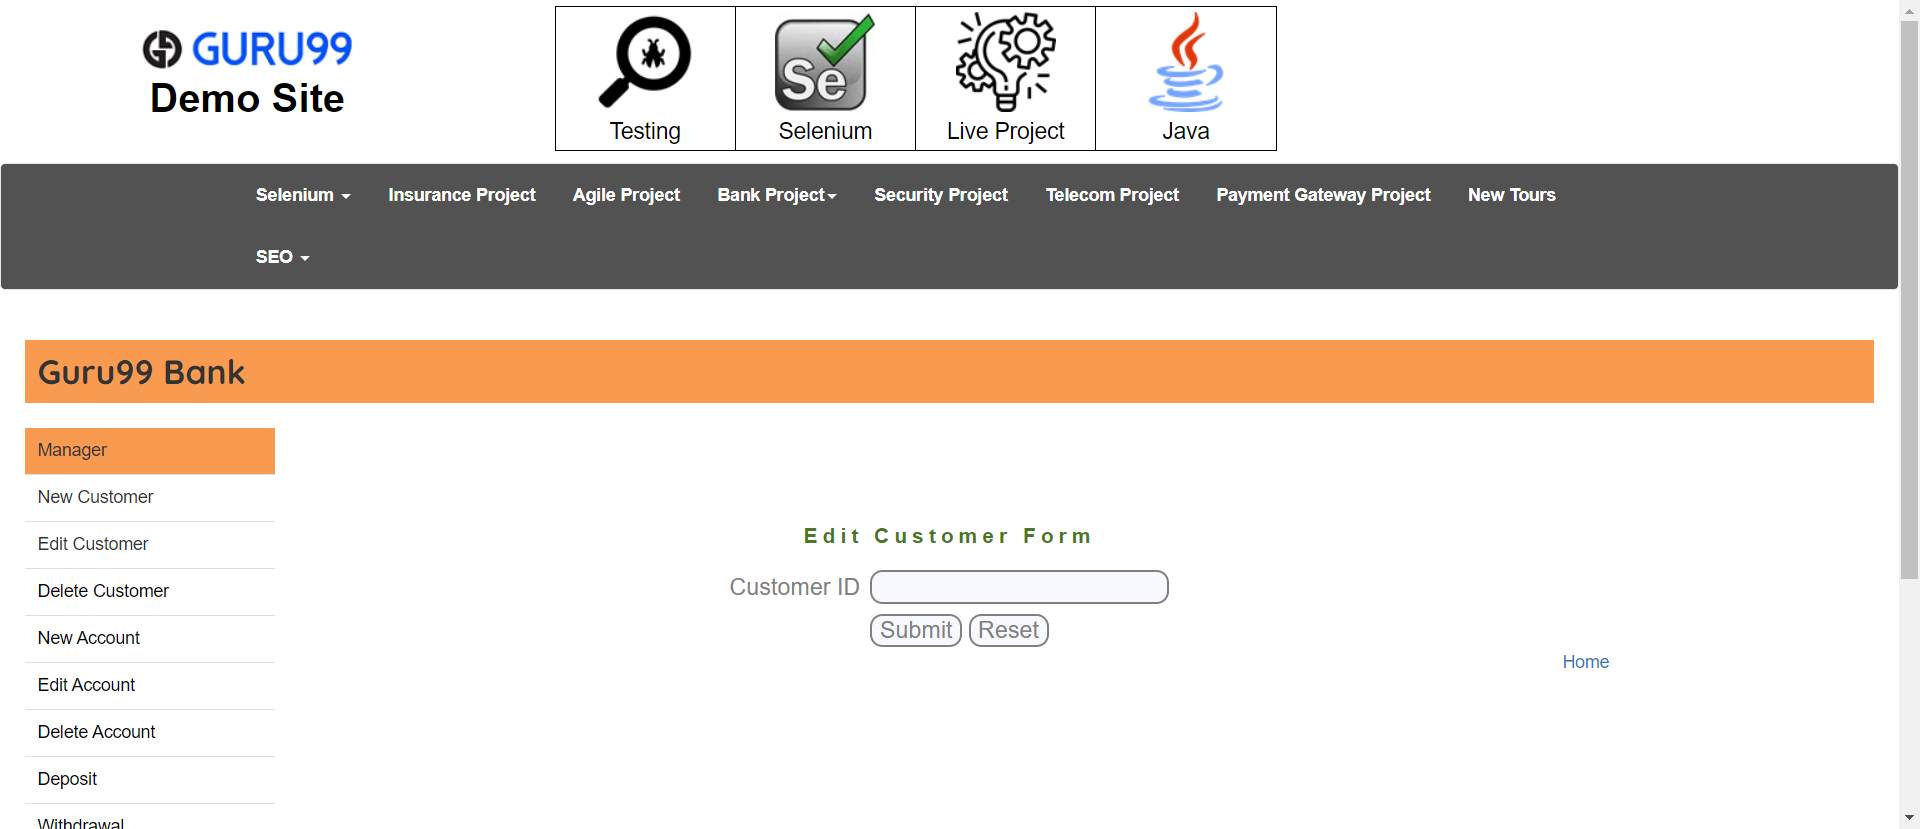 GURU99
Demo Site
Se
Testing
Selenium
Live Project
Java
Selenium
Insurance Project
Agile Project
Bank Project
Security Project
Telecom Project
Payment Gateway Project
New Tours
SEO
Guru99 Bank
Manager
New Customer
Edit Customer
Delete Customer
New Account
Edit Account
Delete Account
Deposit
Withdrawal
Edit Customer Form
Customer ID
Submit Reset
Home